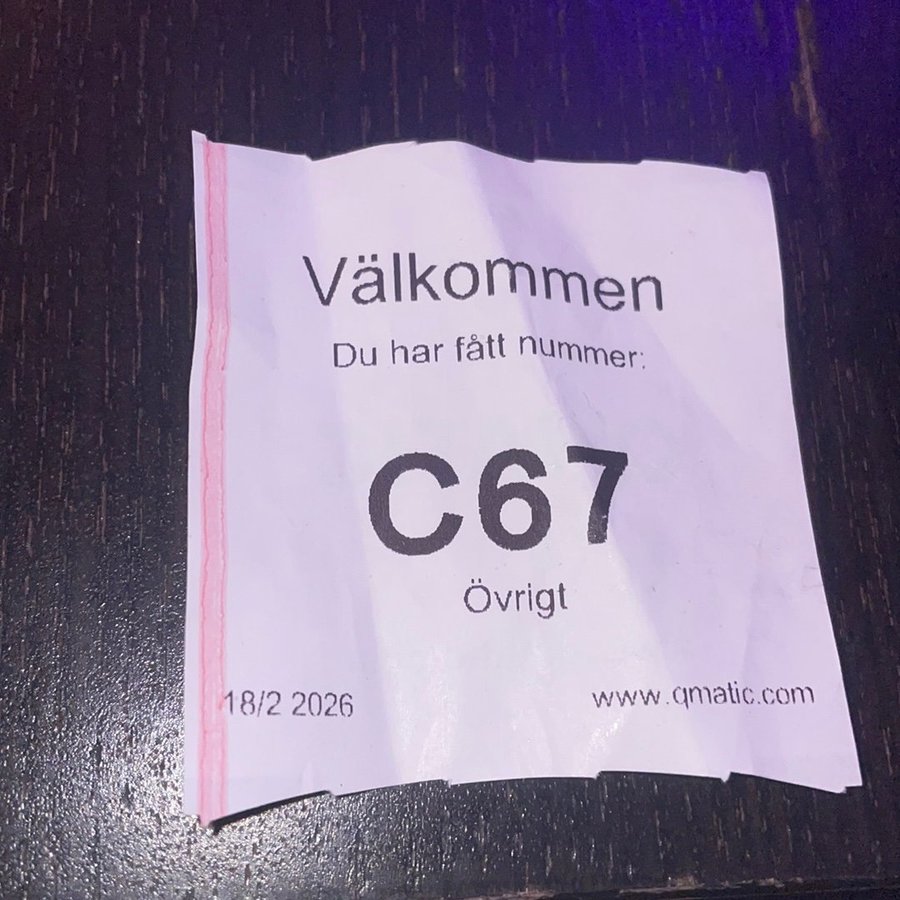 Välkommen
Du har fått nummer:
C67
Övrigt
18/2 2026 www.qmatic.com